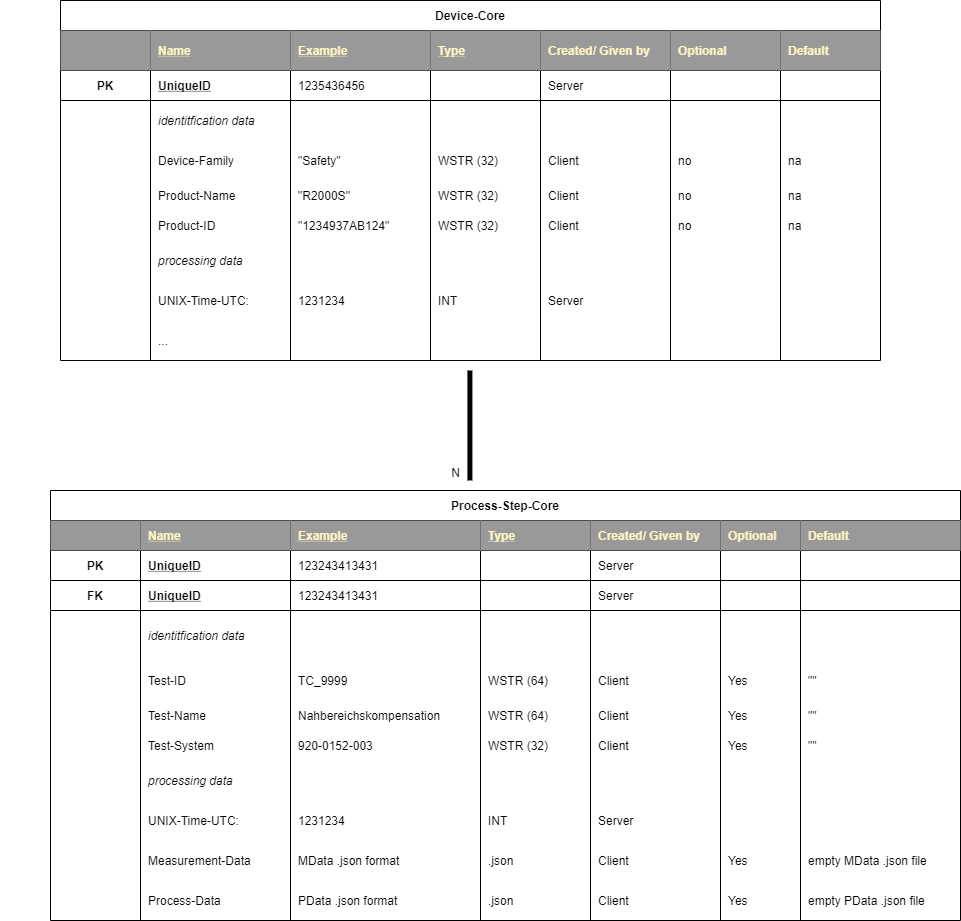 Device-Core
Name Example Type Created/ Given by Optional Default
PK UniqueID 1235436456 Server
identitfication data
Device-Family "Safety" WSTR (32) Client no na
Product-Name "R2000S" WSTR (32) Client no na
Product-ID "1234937AB124" WSTR (32) Client no na
processing data
UNIX-Time-UTC: 1231234 INT Server
...
N
Process-Step-Core
Name Example Type Created/ Given by Optional Default
PK UniqueID 123243413431 Server
FK UniqueID 123243413431 Server
identitfication data
Test-ID TC_9999 WSTR (64) Client Yes ""
Test-Name Nahbereichskompensation WSTR (64) Client Yes ""
Test-System 920-0152-003 WSTR (32) Client Yes ""
processing data
UNIX-Time-UTC: 1231234 INT Server
Measurement-Data MData .json format .json Client Yes empty MData .json file
Process-Data PData .json format .json Client Yes empty PData .json file